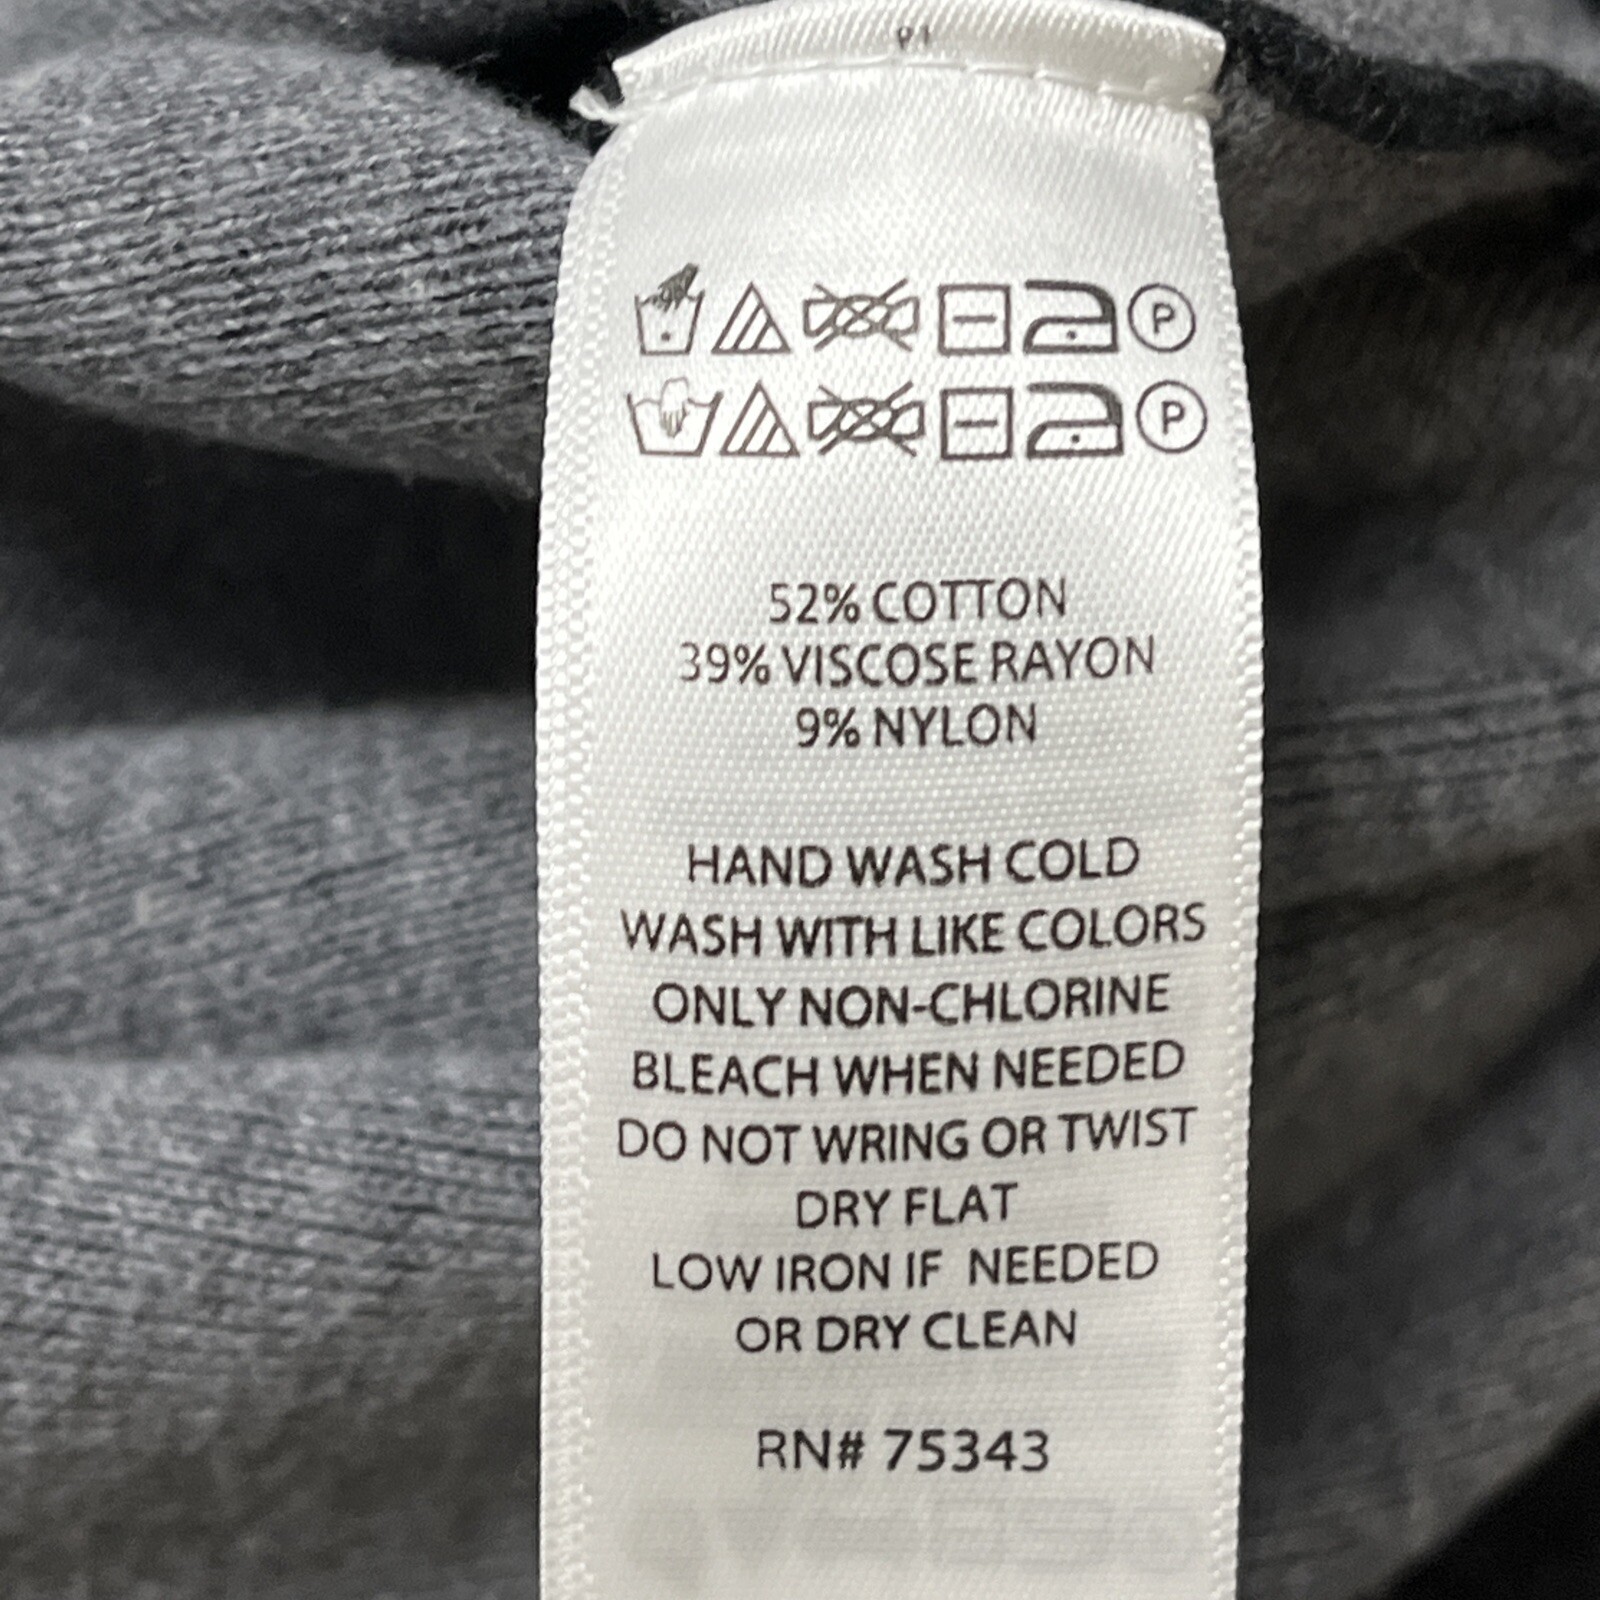 P
P
52% COTTON
39% VISCOSE RAYON
9% NYLON
HAND WASH COLD
WASH WITH LIKE COLORS
ONLY NON-CHLORINE
BLEACH WHEN NEEDED
DO NOT WRING OR TWIST
DRY FLAT
LOW IRON IF NEEDED
OR DRY CLEAN
RN# 75343